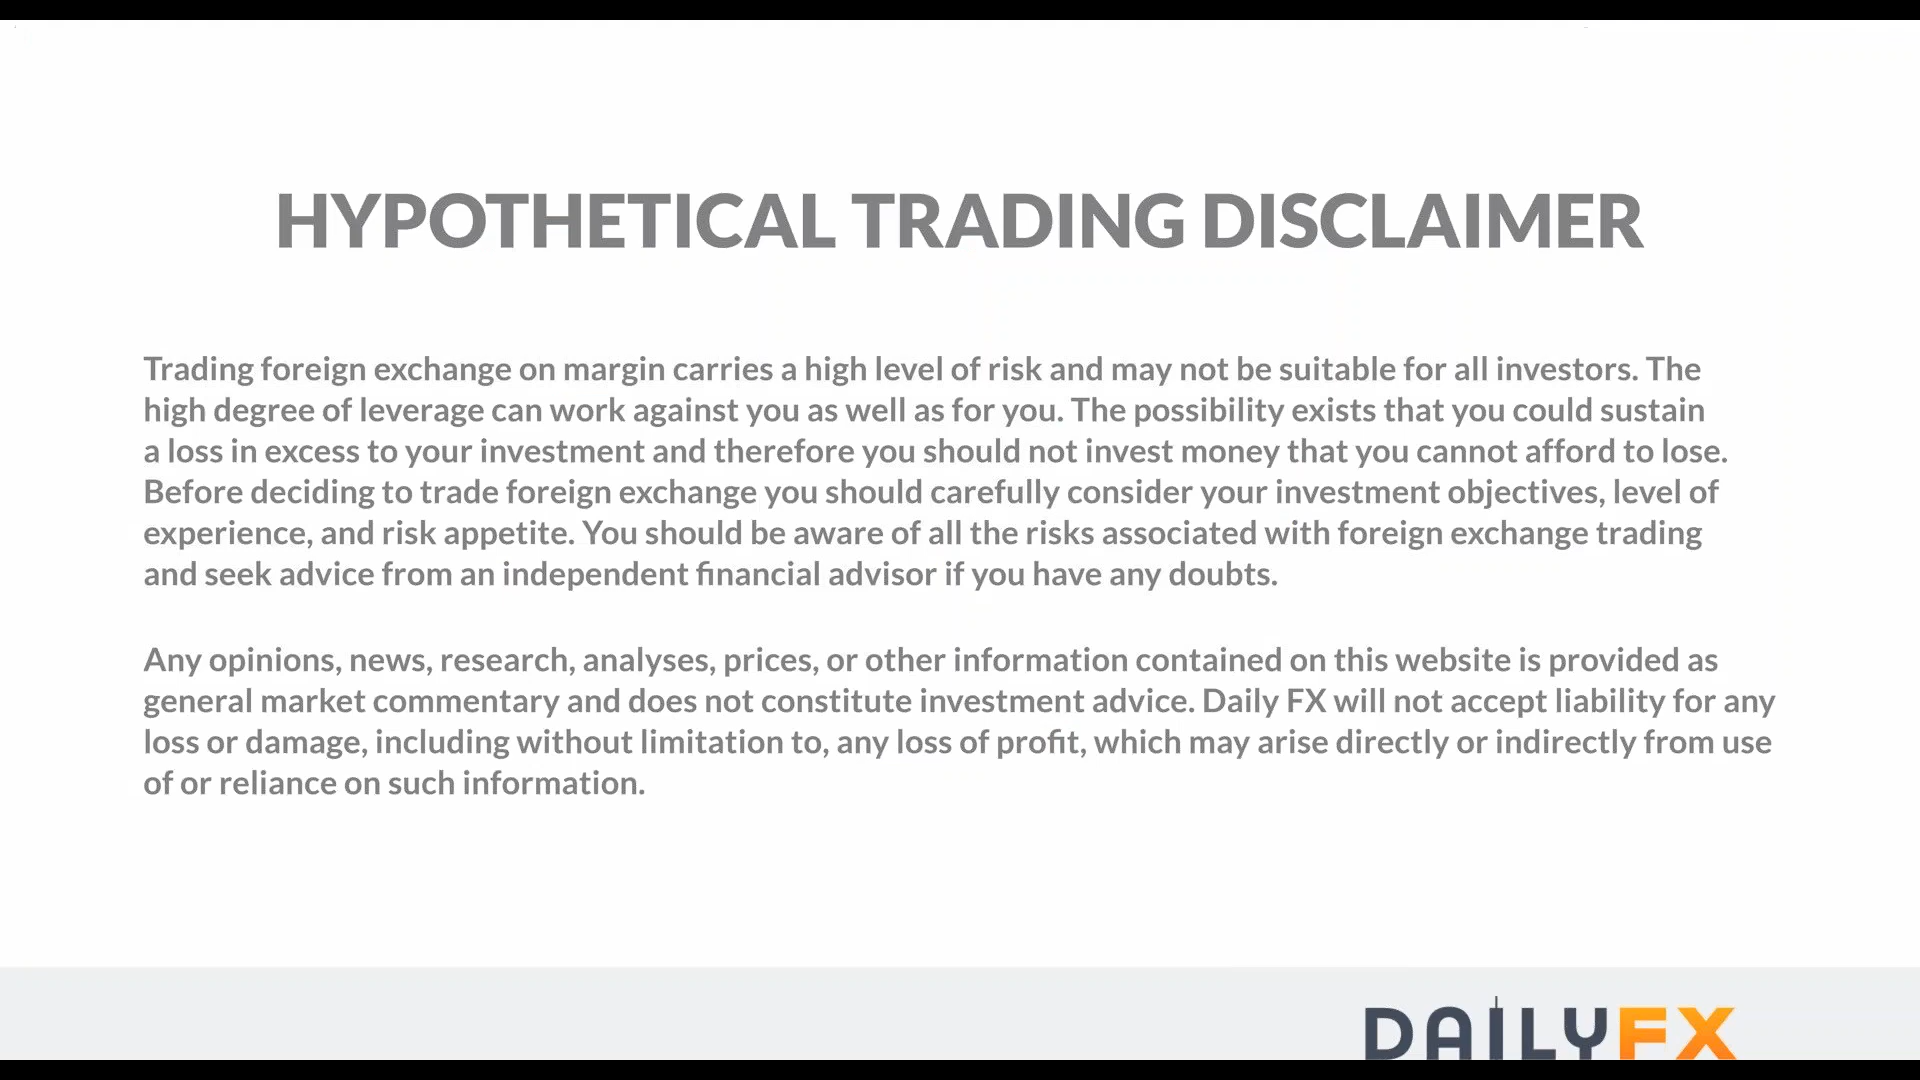 HYPOTHETICAL TRADING DISCLAIMER
Trading foreign exchange on margin carries a high level of risk and may not be suitable for all investors. The
high degree of leverage can work against you as well as for you. The possibility exists that you could sustain
a loss in excess to your investment and therefore you should not invest money that you cannot afford to lose.
Before deciding to trade foreign exchange you should carefully consider your investment objectives, level of
experience, and risk appetite. You should be aware of all the risks associated with foreign exchange trading
and seek advice from an independent financial advisor if you have any doubts.
Any opinions, news, research, analyses, prices, or other information contained on this website is provided as
general market commentary and does not constitute investment advice. Daily FX will not accept liability for any
loss or damage, including without limitation to, any loss of profit, which may arise directly or indirectly from use
of or reliance on such information.
DAILYFX